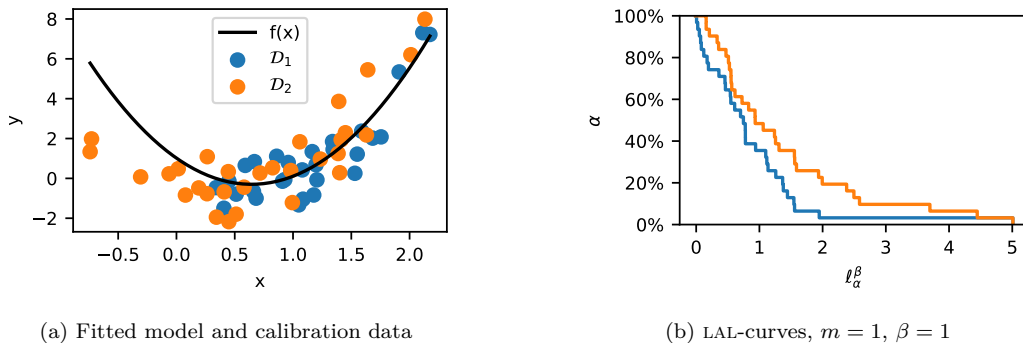 8
6
4
2
0
−2
y
−0.5 0.0 0.5 1.0 1.5 2.0
x
f(x)
𝒟₁
𝒟₂
(a) Fitted model and calibration data
100%
80%
60%
40%
20%
0%
α
0 1 2 3 4 5
ℓ_α^β
(b) LAL-curves, m = 1, β = 1